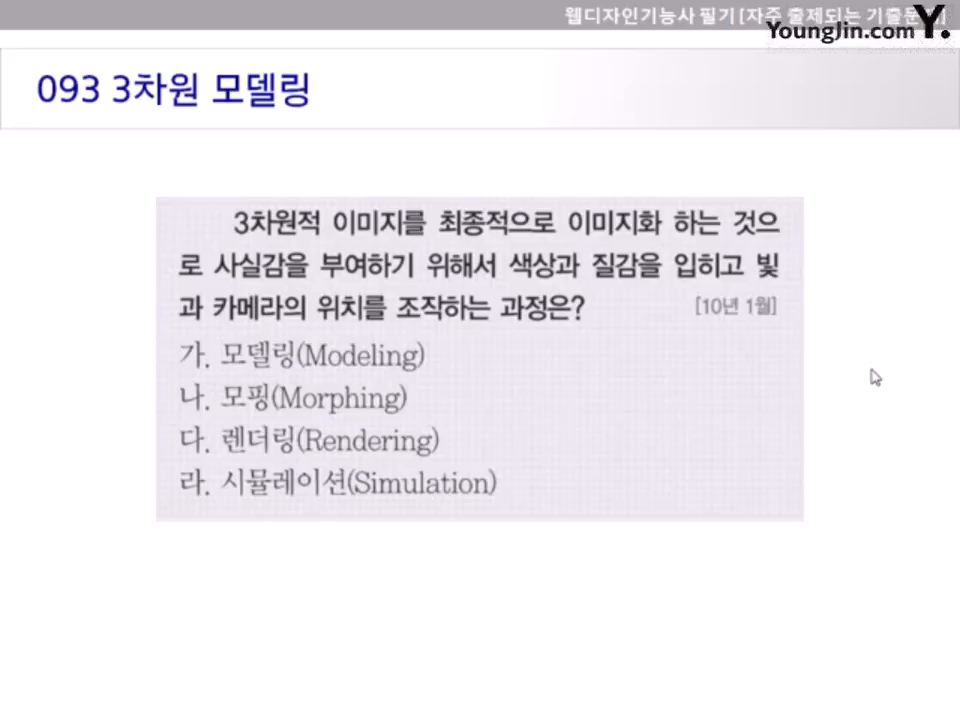 웹디자인기능사 필기 [자주 출제되는 기출문제]
YoungJin.com Y.
093 3차원 모델링
3차원적 이미지를 최종적으로 이미지화 하는 것으
로 사실감을 부여하기 위해서 색상과 질감을 입히고 빛
과 카메라의 위치를 조작하는 과정은? [10년 1월]
가. 모델링(Modeling)
나. 모핑(Morphing)
다. 렌더링(Rendering)
라. 시뮬레이션(Simulation)